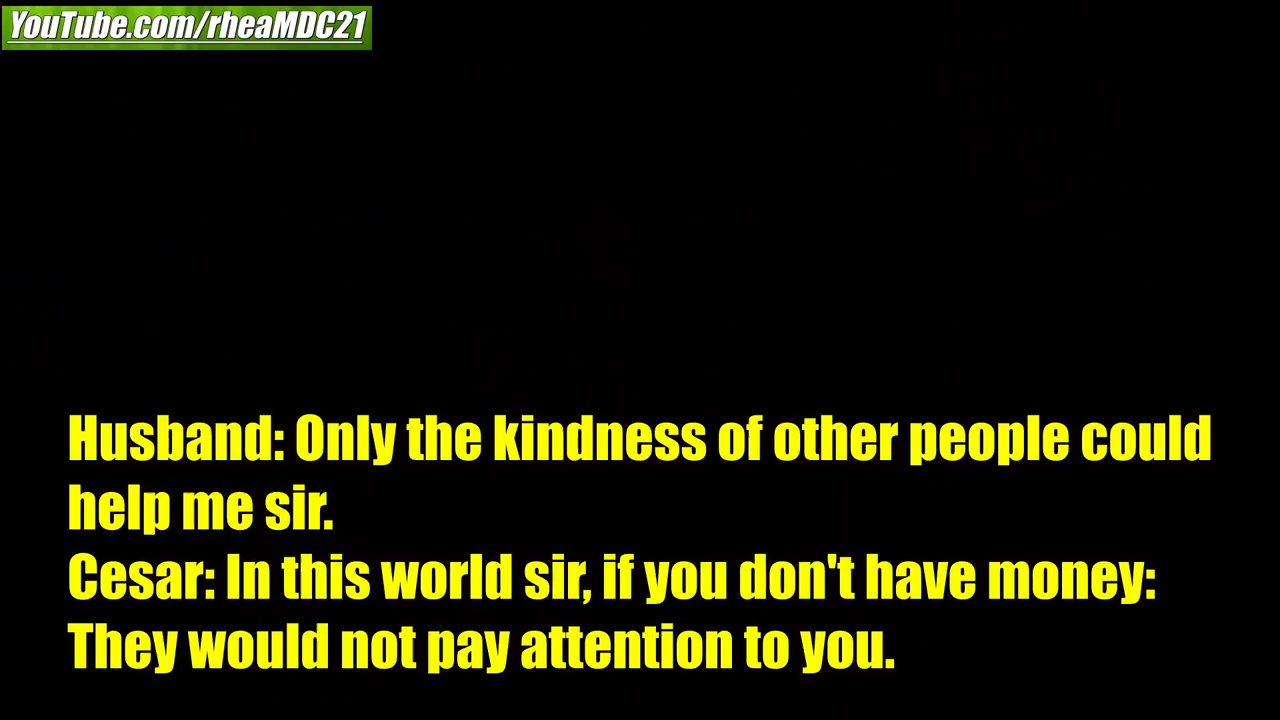 YouTube.com/rheaMDC21
Husband: Only the kindness of other people could
help me sir.
Cesar: In this world sir, if you don't have money:
They would not pay attention to you.